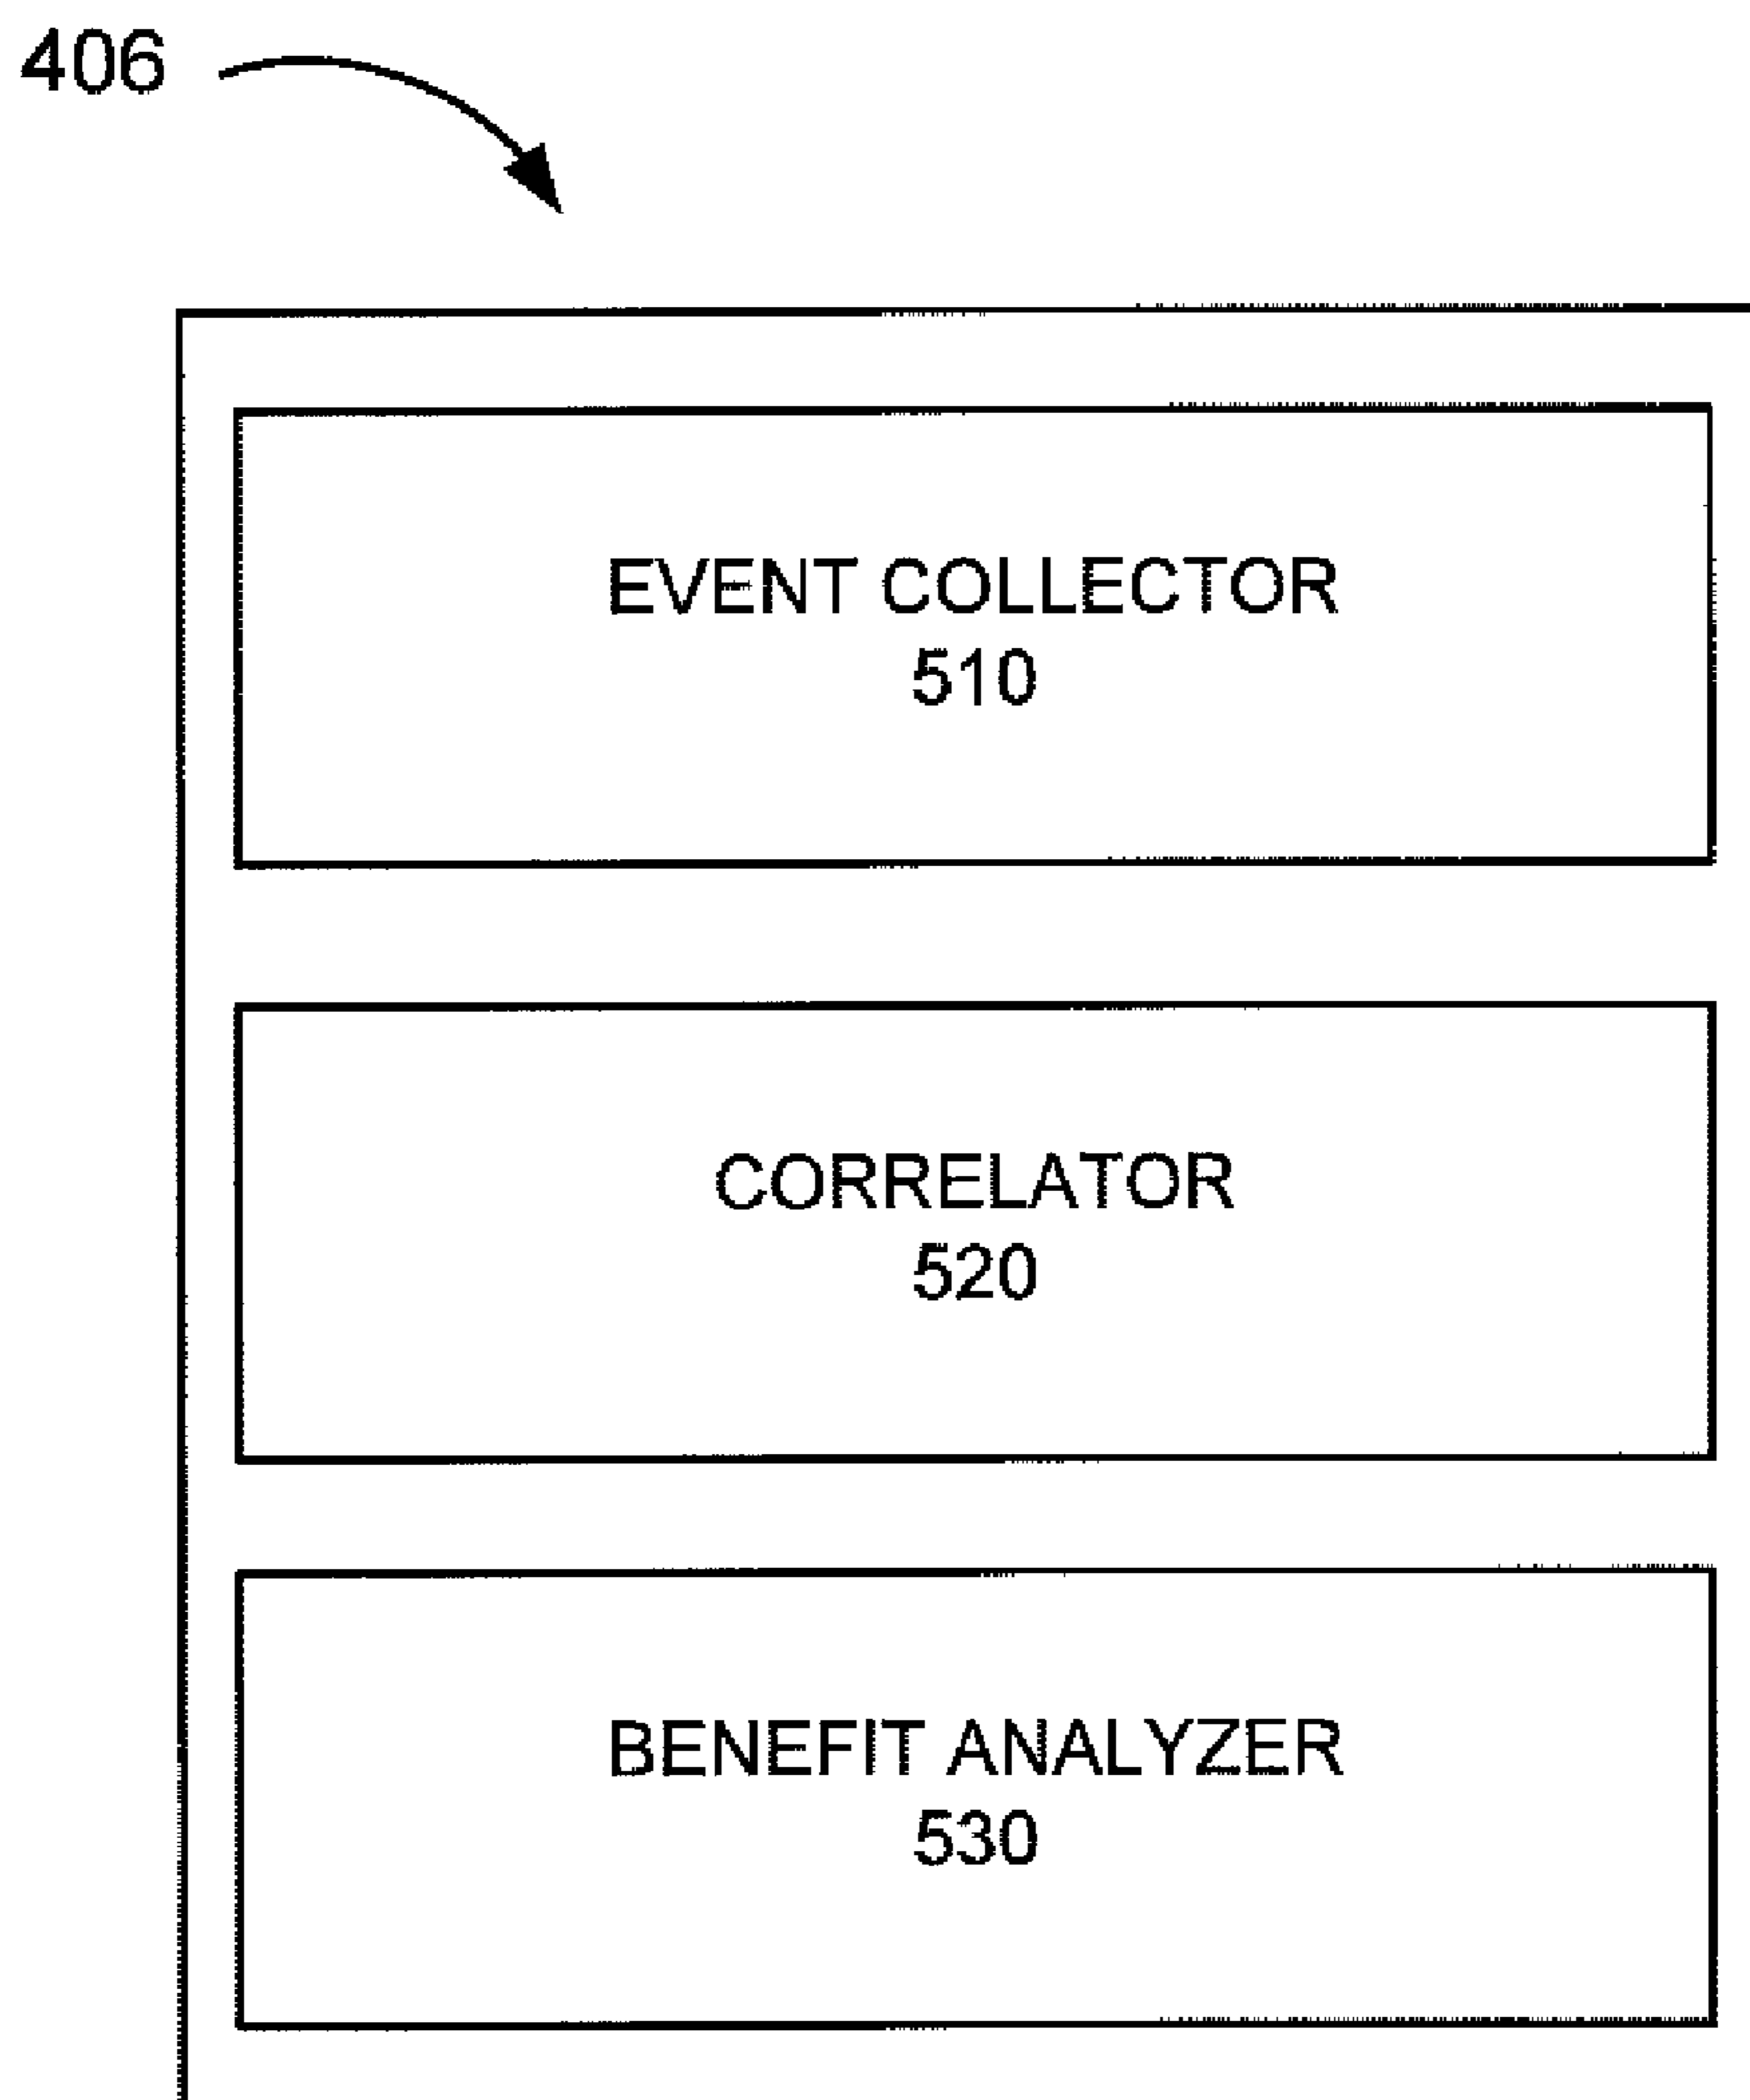 406
EVENT COLLECTOR
510
CORRELATOR
520
BENEFIT ANALYZER
530